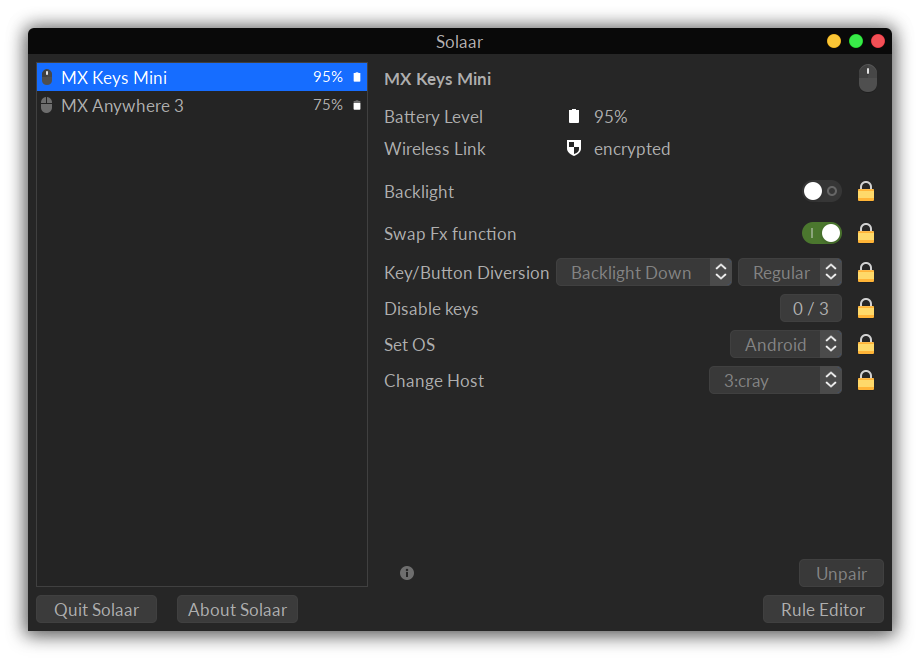 Solaar
MX Keys Mini 95%
MX Anywhere 3 75%
MX Keys Mini
Battery Level 95%
Wireless Link encrypted
Backlight
Swap Fx function
Key/Button Diversion Backlight Down Regular
Disable keys 0 / 3
Set OS Android
Change Host 3:cray
Unpair
Quit Solaar About Solaar Rule Editor